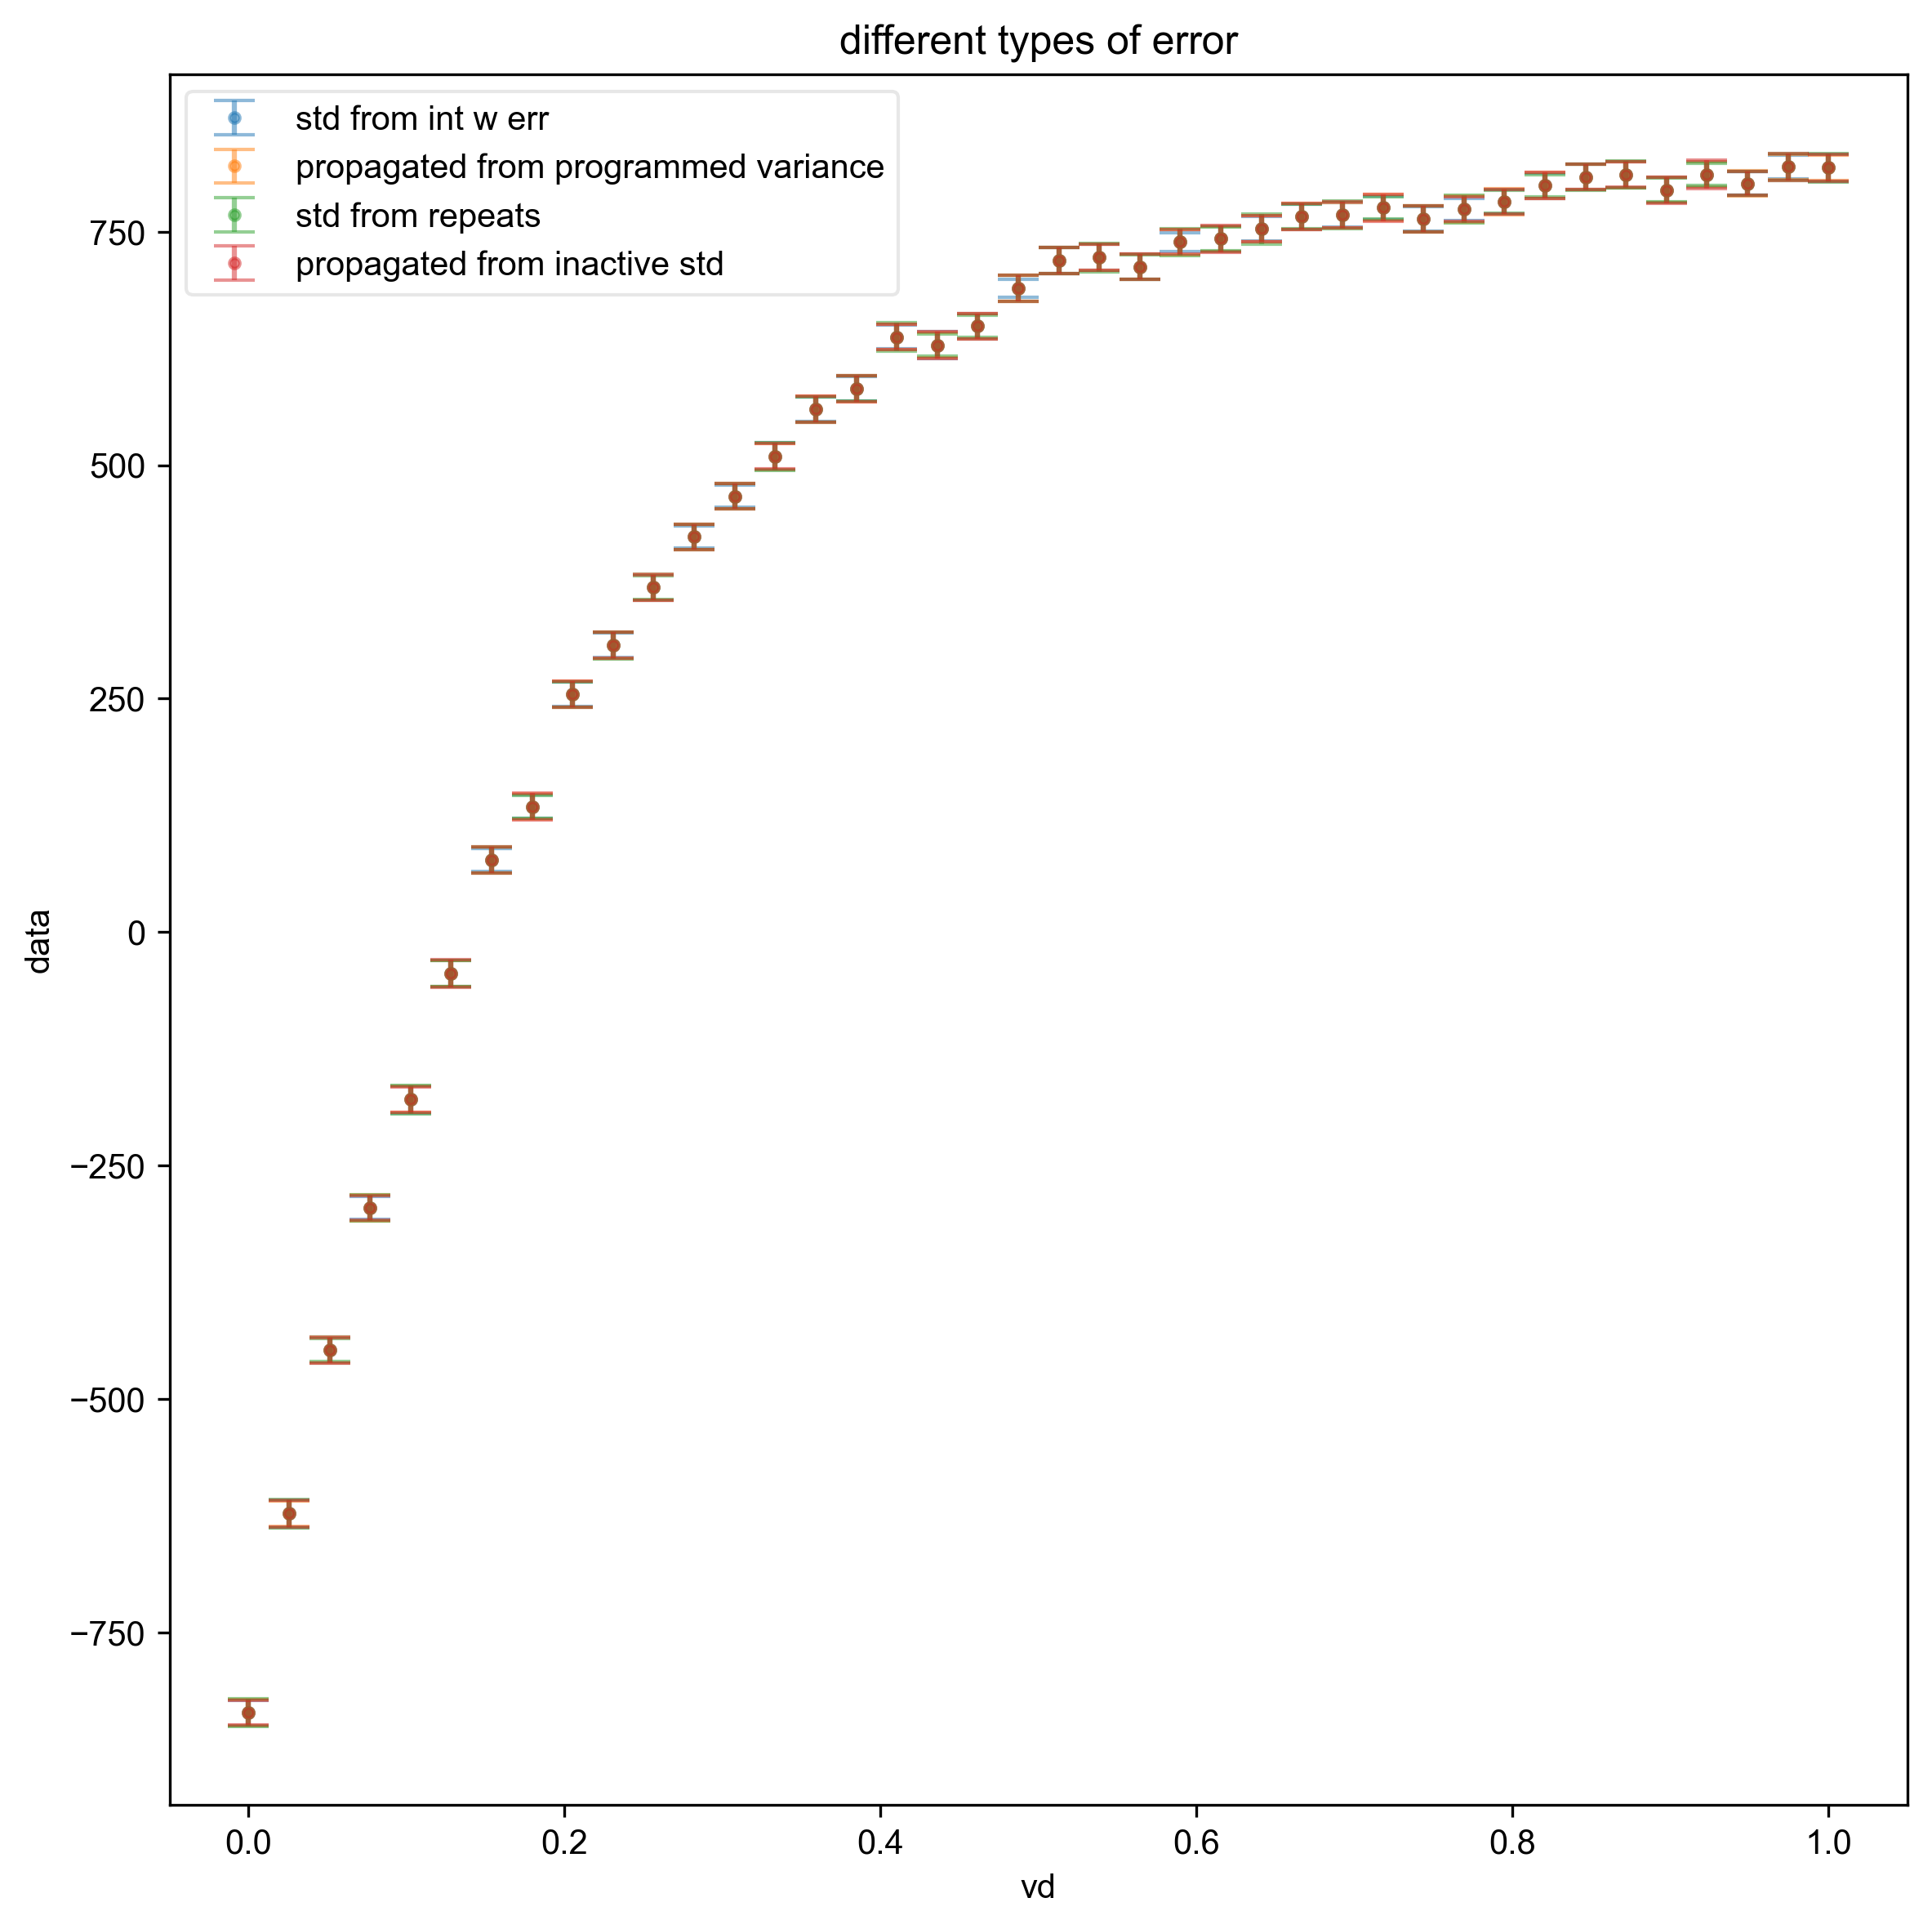 different types of error
std from int w err
propagated from programmed variance
std from repeats
propagated from inactive std
750
500
250
0
−250
−500
−750
data
0.0 0.2 0.4 0.6 0.8 1.0
vd